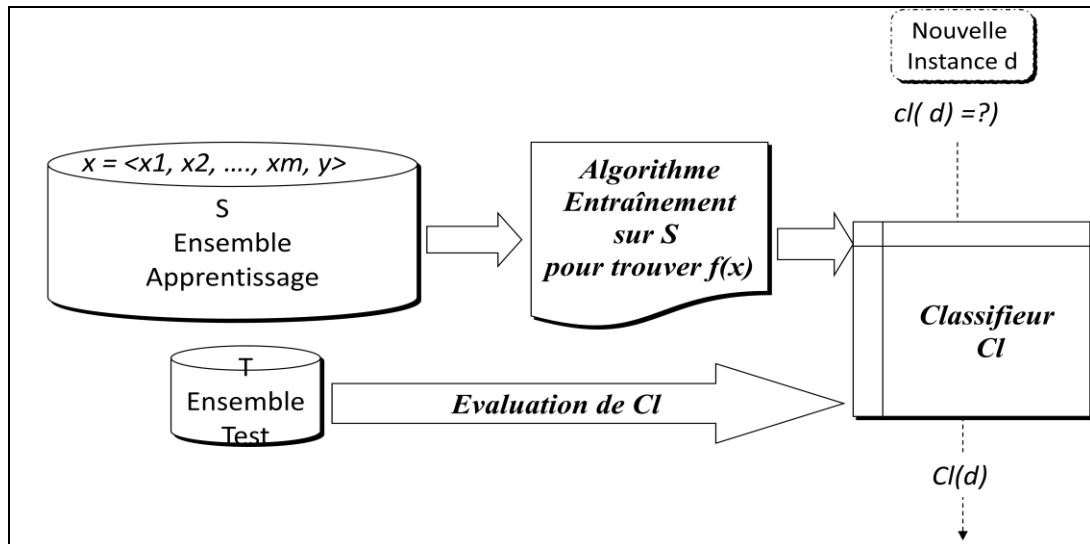 Nouvelle
Instance d
cl( d) =?)
x = <x1, x2, ...., xm, y>
S
Ensemble
Apprentissage
Algorithme
Entraînement
sur S
pour trouver f(x)
Classifieur
Cl
T
Ensemble
Test
Evaluation de Cl
Cl(d)